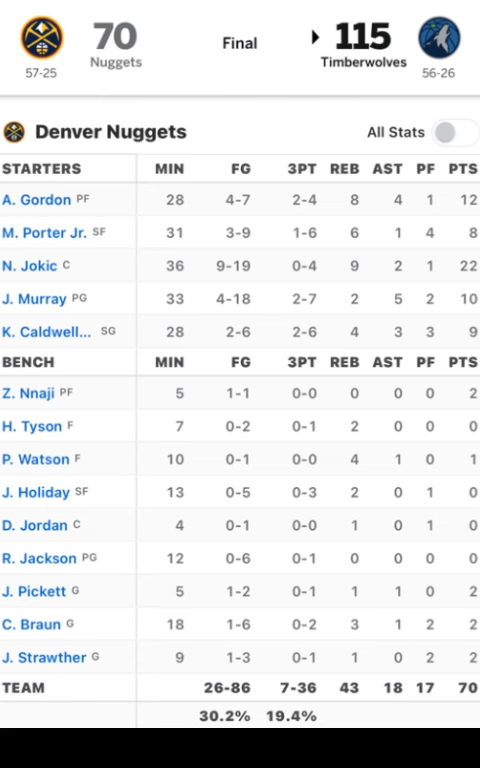 70 Final 115
Nuggets Timberwolves
57-25 56-26
Denver Nuggets All Stats
STARTERS MIN FG 3PT REB AST PF PTS
A. Gordon PF 28 4-7 2-4 8 4 1 12
M. Porter Jr. SF 31 3-9 1-6 6 1 4 8
N. Jokic C 36 9-19 0-4 9 2 1 22
J. Murray PG 33 4-18 2-7 2 5 2 10
K. Caldwell... SG 28 2-6 2-6 4 3 3 9
BENCH MIN FG 3PT REB AST PF PTS
Z. Nnaji PF 5 1-1 0-0 0 0 0 2
H. Tyson F 7 0-2 0-1 2 0 0 0
P. Watson F 10 0-1 0-0 4 1 0 1
J. Holiday SF 13 0-5 0-3 2 0 1 0
D. Jordan C 4 0-1 0-0 1 0 1 0
R. Jackson PG 12 0-6 0-1 0 0 0 0
J. Pickett G 5 1-2 0-1 1 1 0 2
C. Braun G 18 1-6 0-2 3 1 2 2
J. Strawther G 9 1-3 0-1 1 0 2 2
TEAM 26-86 7-36 43 18 17 70
30.2% 19.4%